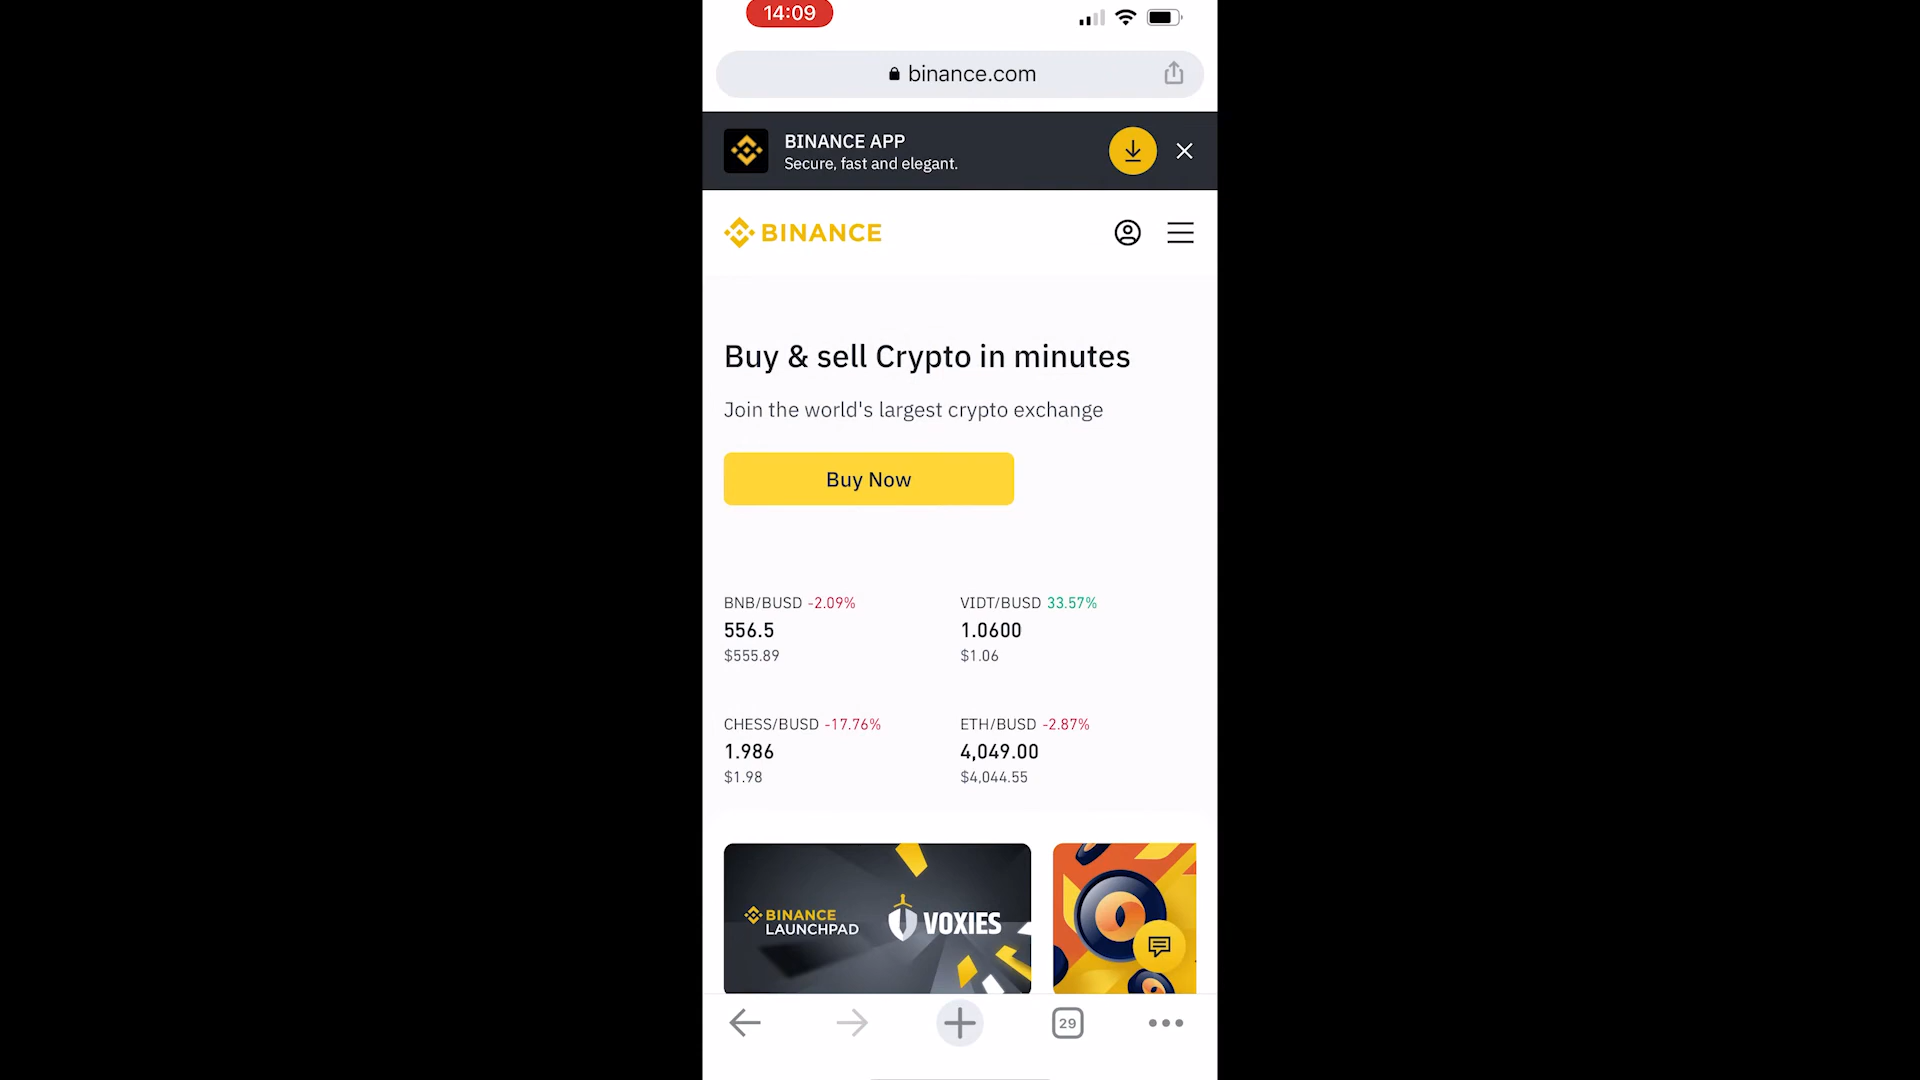 14:09
binance.com
BINANCE APP
Secure, fast and elegant.
BINANCE
Buy & sell Crypto in minutes
Join the world's largest crypto exchange
Buy Now
BNB/BUSD -2.09%
556.5
$555.89
VIDT/BUSD 33.57%
1.0600
$1.06
CHESS/BUSD -17.76%
1.986
$1.98
ETH/BUSD -2.87%
4,049.00
$4,044.55
BINANCE
LAUNCHPAD
VOXIES
29